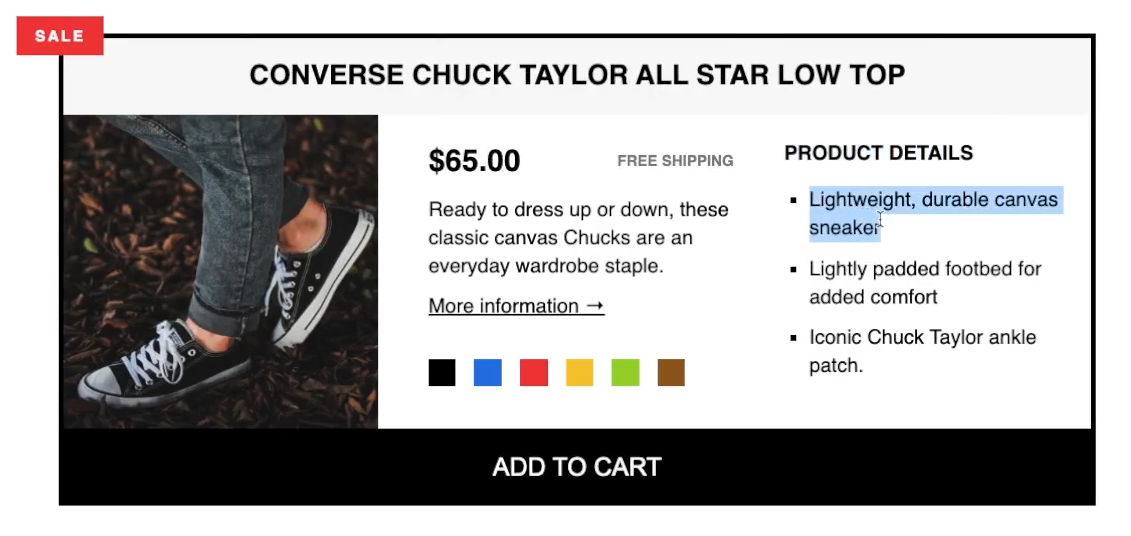 SALE
CONVERSE CHUCK TAYLOR ALL STAR LOW TOP
$65.00
FREE SHIPPING
Ready to dress up or down, these
classic canvas Chucks are an
everyday wardrobe staple.
More information →
PRODUCT DETAILS
▪ Lightweight, durable canvas
sneaker
▪ Lightly padded footbed for
added comfort
▪ Iconic Chuck Taylor ankle
patch.
ADD TO CART